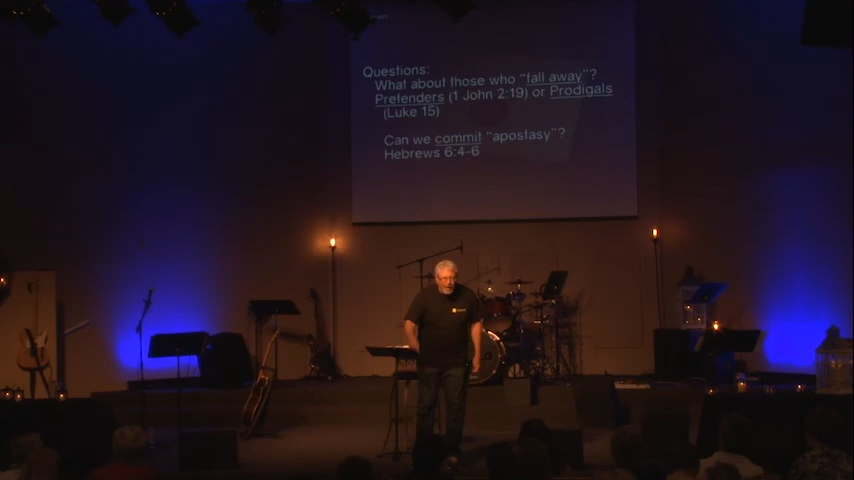 Questions:
What about those who "fall away"?
Pretenders (1 John 2:19) or Prodigals
(Luke 15)
Can we commit "apostasy"?
Hebrews 6:4-6